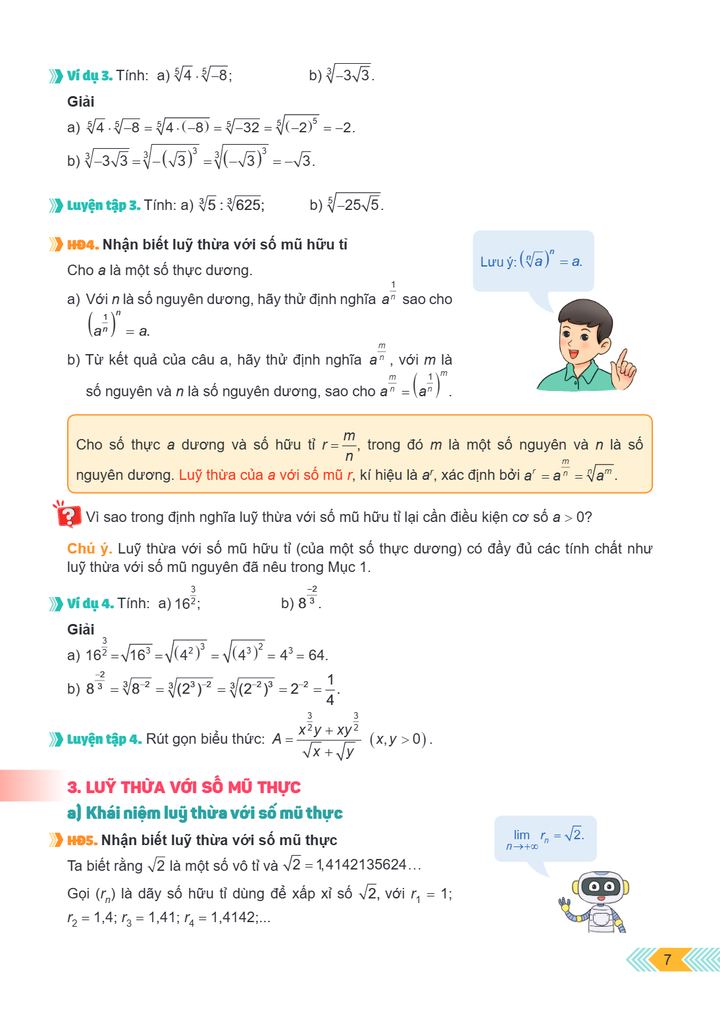 Ví dụ 3. Tính: a) ⁵√4 · ⁵√−8; b) ³√(−3√3).
Giải
a) ⁵√4 · ⁵√−8 = ⁵√(4·(−8)) = ⁵√−32 = ⁵√((−2)⁵) = −2.
b) ³√(−3√3) = ³√(−(√3)³) = ³√((−√3)³) = −√3.
Luyện tập 3. Tính: a) ³√5 : ³√625; b) ⁵√(−25√5).
HĐ4. Nhận biết luỹ thừa với số mũ hữu tỉ
Cho a là một số thực dương.
a) Với n là số nguyên dương, hãy thử định nghĩa a^(1/n) sao cho
(a^(1/n))^n = a.
b) Từ kết quả của câu a, hãy thử định nghĩa a^(m/n), với m là
số nguyên và n là số nguyên dương, sao cho a^(m/n) = (a^(1/n))^m.
Lưu ý: (ⁿ√a)ⁿ = a.
Cho số thực a dương và số hữu tỉ r = m/n, trong đó m là một số nguyên và n là số
nguyên dương. Luỹ thừa của a với số mũ r, kí hiệu là aʳ, xác định bởi aʳ = a^(m/n) = ⁿ√(a^m).
? Vì sao trong định nghĩa luỹ thừa với số mũ hữu tỉ lại cần điều kiện cơ số a > 0?
Chú ý. Luỹ thừa với số mũ hữu tỉ (của một số thực dương) có đầy đủ các tính chất như
luỹ thừa với số mũ nguyên đã nêu trong Mục 1.
Ví dụ 4. Tính: a) 16^(3/2); b) 8^(−2/3).
Giải
a) 16^(3/2) = √(16³) = √((4²)³) = √((4³)²) = 4³ = 64.
b) 8^(−2/3) = ³√(8⁻²) = ³√((2³)⁻²) = ³√((2⁻²)³) = 2⁻² = 1/4.
Luyện tập 4. Rút gọn biểu thức: A = (x^(3/2)y + xy^(3/2))/(√x + √y) (x, y > 0).
3. LUỸ THỪA VỚI SỐ MŨ THỰC
a) Khái niệm luỹ thừa với số mũ thực
HĐ5. Nhận biết luỹ thừa với số mũ thực
Ta biết rằng √2 là một số vô tỉ và √2 = 1,4142135624…
Gọi (rₙ) là dãy số hữu tỉ dùng để xấp xỉ số √2, với r₁ = 1;
r₂ = 1,4; r₃ = 1,41; r₄ = 1,4142;...
lim rₙ = √2.
n→+∞
7